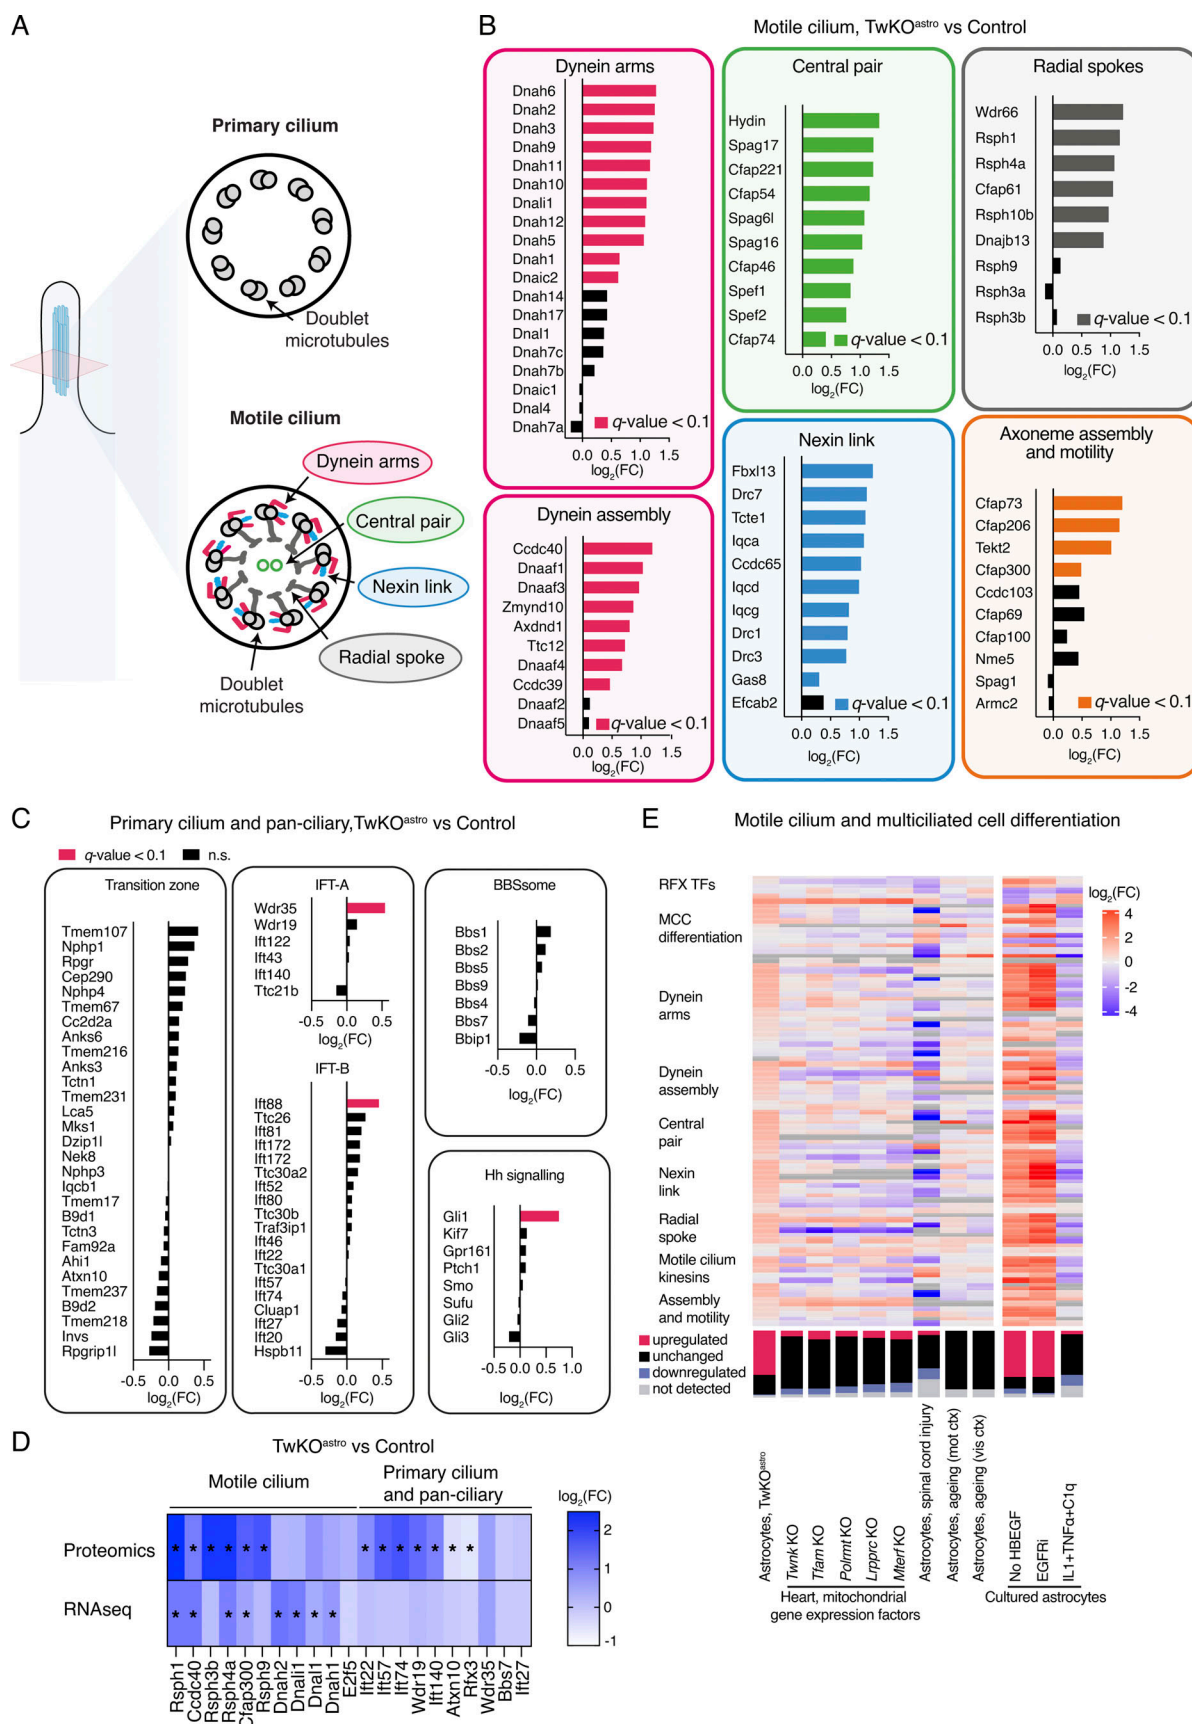 A
Primary cilium
Doublet
microtubules
Motile cilium
Dynein arms
Central pair
Nexin link
Radial spoke
Doublet
microtubules
B
Motile cilium, TwKOastro vs Control
Dynein arms
Dnah6
Dnah2
Dnah3
Dnah9
Dnah11
Dnah10
Dnali1
Dnah12
Dnah5
Dnah1
Dnaic2
Dnah14
Dnah17
Dnal1
Dnah7c
Dnah7b
Dnaic1
Dnal4
Dnah7a
q-value < 0.1
0.0 0.5 1.0 1.5
log2(FC)
Central pair
Hydin
Spag17
Cfap221
Cfap54
Spag6l
Spag16
Cfap46
Spef1
Spef2
Cfap74
q-value < 0.1
0.0 0.5 1.0 1.5
log2(FC)
Radial spokes
Wdr66
Rsph1
Rsph4a
Cfap61
Rsph10b
Dnajb13
Rsph9
Rsph3a
Rsph3b
q-value < 0.1
0.0 0.5 1.0 1.5
log2(FC)
Dynein assembly
Ccdc40
Dnaaf1
Dnaaf3
Zmynd10
Axdnd1
Ttc12
Dnaaf4
Ccdc39
Dnaaf2
Dnaaf5
q-value < 0.1
0.0 0.5 1.0 1.5
log2(FC)
Nexin link
Fbxl13
Drc7
Tcte1
Iqca
Ccdc65
Iqcd
Iqcg
Drc1
Drc3
Gas8
Efcab2
q-value < 0.1
0.0 0.5 1.0 1.5
log2(FC)
Axoneme assembly
and motility
Cfap73
Cfap206
Tekt2
Cfap300
Ccdc103
Cfap69
Cfap100
Nme5
Spag1
Armc2
q-value < 0.1
0.0 0.5 1.0 1.5
log2(FC)
C
Primary cilium and pan-ciliary,TwKOastro vs Control
q-value < 0.1 n.s.
Transition zone
Tmem107
Nphp1
Rpgr
Cep290
Nphp4
Tmem67
Cc2d2a
Anks6
Tmem216
Anks3
Tctn1
Tmem231
Lca5
Mks1
Dzip1l
Nek8
Nphp3
Iqcb1
Tmem17
B9d1
Tctn3
Fam92a
Ahi1
Atxn10
Tmem237
B9d2
Tmem218
Invs
Rpgrip1l
-0.5 0.0 0.5
log2(FC)
IFT-A
Wdr35
Wdr19
Ift122
Ift43
Ift140
Ttc21b
-0.5 0.0 0.5
log2(FC)
IFT-B
Ift88
Ttc26
Ift81
Ift172
Ift172
Ttc30a2
Ift52
Ift80
Ttc30b
Traf3ip1
Ift46
Ift22
Ttc30a1
Ift57
Ift74
Cluap1
Ift27
Ift20
Hspb11
-0.5 0.0 0.5
log2(FC)
BBSsome
Bbs1
Bbs2
Bbs5
Bbs9
Bbs4
Bbs7
Bbip1
-0.5 0.0 0.5
log2(FC)
Hh signalling
Gli1
Kif7
Gpr161
Ptch1
Smo
Sufu
Gli2
Gli3
-0.5 0.0 0.5 1.0
log2(FC)
D
TwKOastro vs Control
Motile cilium
Primary cilium
and pan-ciliary
log2(FC)
2
1
0
-1
Proteomics
* * * * * * * * * * * * *
RNAseq
* * * * * * * *
Rsph1
Ccdc40
Rsph3b
Rsph4a
Cfap300
Rsph9
Dnah2
Dnali1
Dnal1
Dnah1
E2f5
Ift22
Ift57
Ift74
Wdr19
Ift140
Atxn10
Rfx3
Wdr35
Bbs7
Ift27
E
Motile cilium and multiciliated cell differentiation
RFX TFs
MCC
differentiation
Dynein
arms
Dynein
assembly
Central
pair
Nexin
link
Radial
spoke
Motile cilium
kinesins
Assembly
and motility
log2(FC)
4
2
0
-2
-4
upregulated
unchanged
downregulated
not detected
Astrocytes, TwKOastro
Twnk KO
Tfam KO
Polrmt KO
Lrpprc KO
Mterf KO
Heart, mitochondrial
gene expression factors
Astrocytes, spinal cord injury
Astrocytes, ageing (mot ctx)
Astrocytes, ageing (vis ctx)
No HBEGF
EGFRi
IL1+TNFα+C1q
Cultured astrocytes